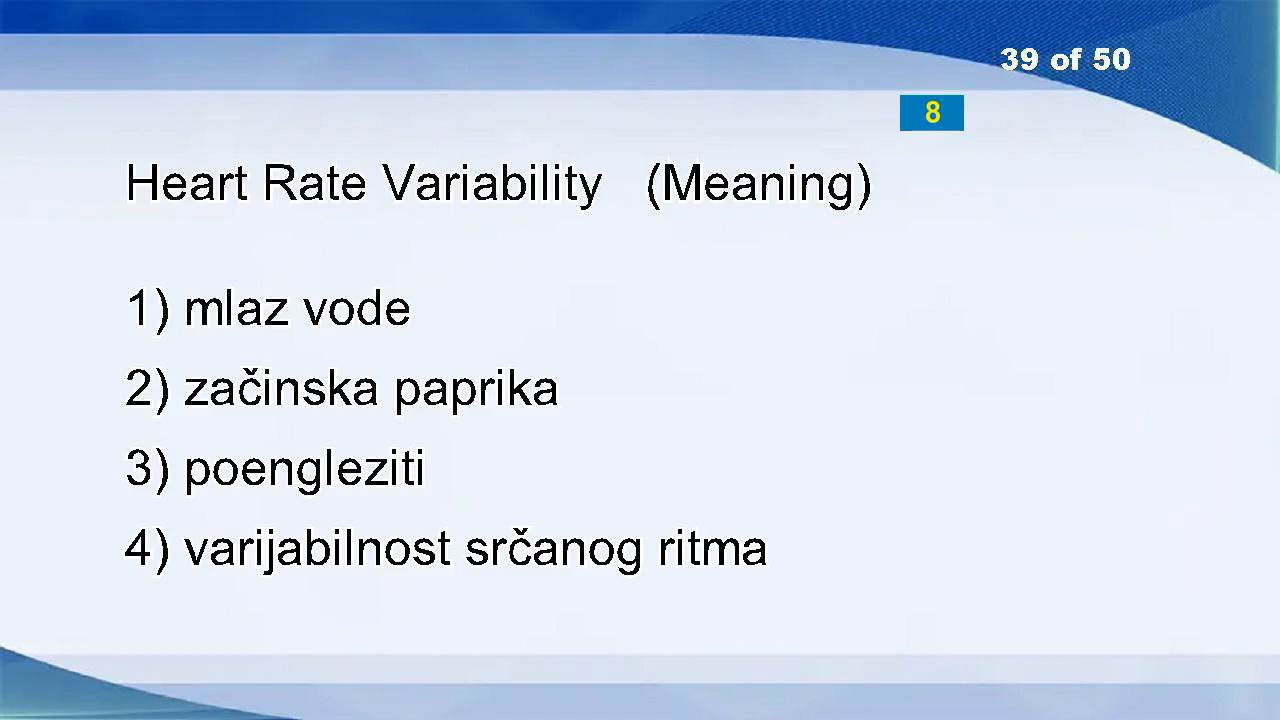 39 of 50
8
Heart Rate Variability (Meaning)
1) mlaz vode
2) začinska paprika
3) poengleziti
4) varijabilnost srčanog ritma